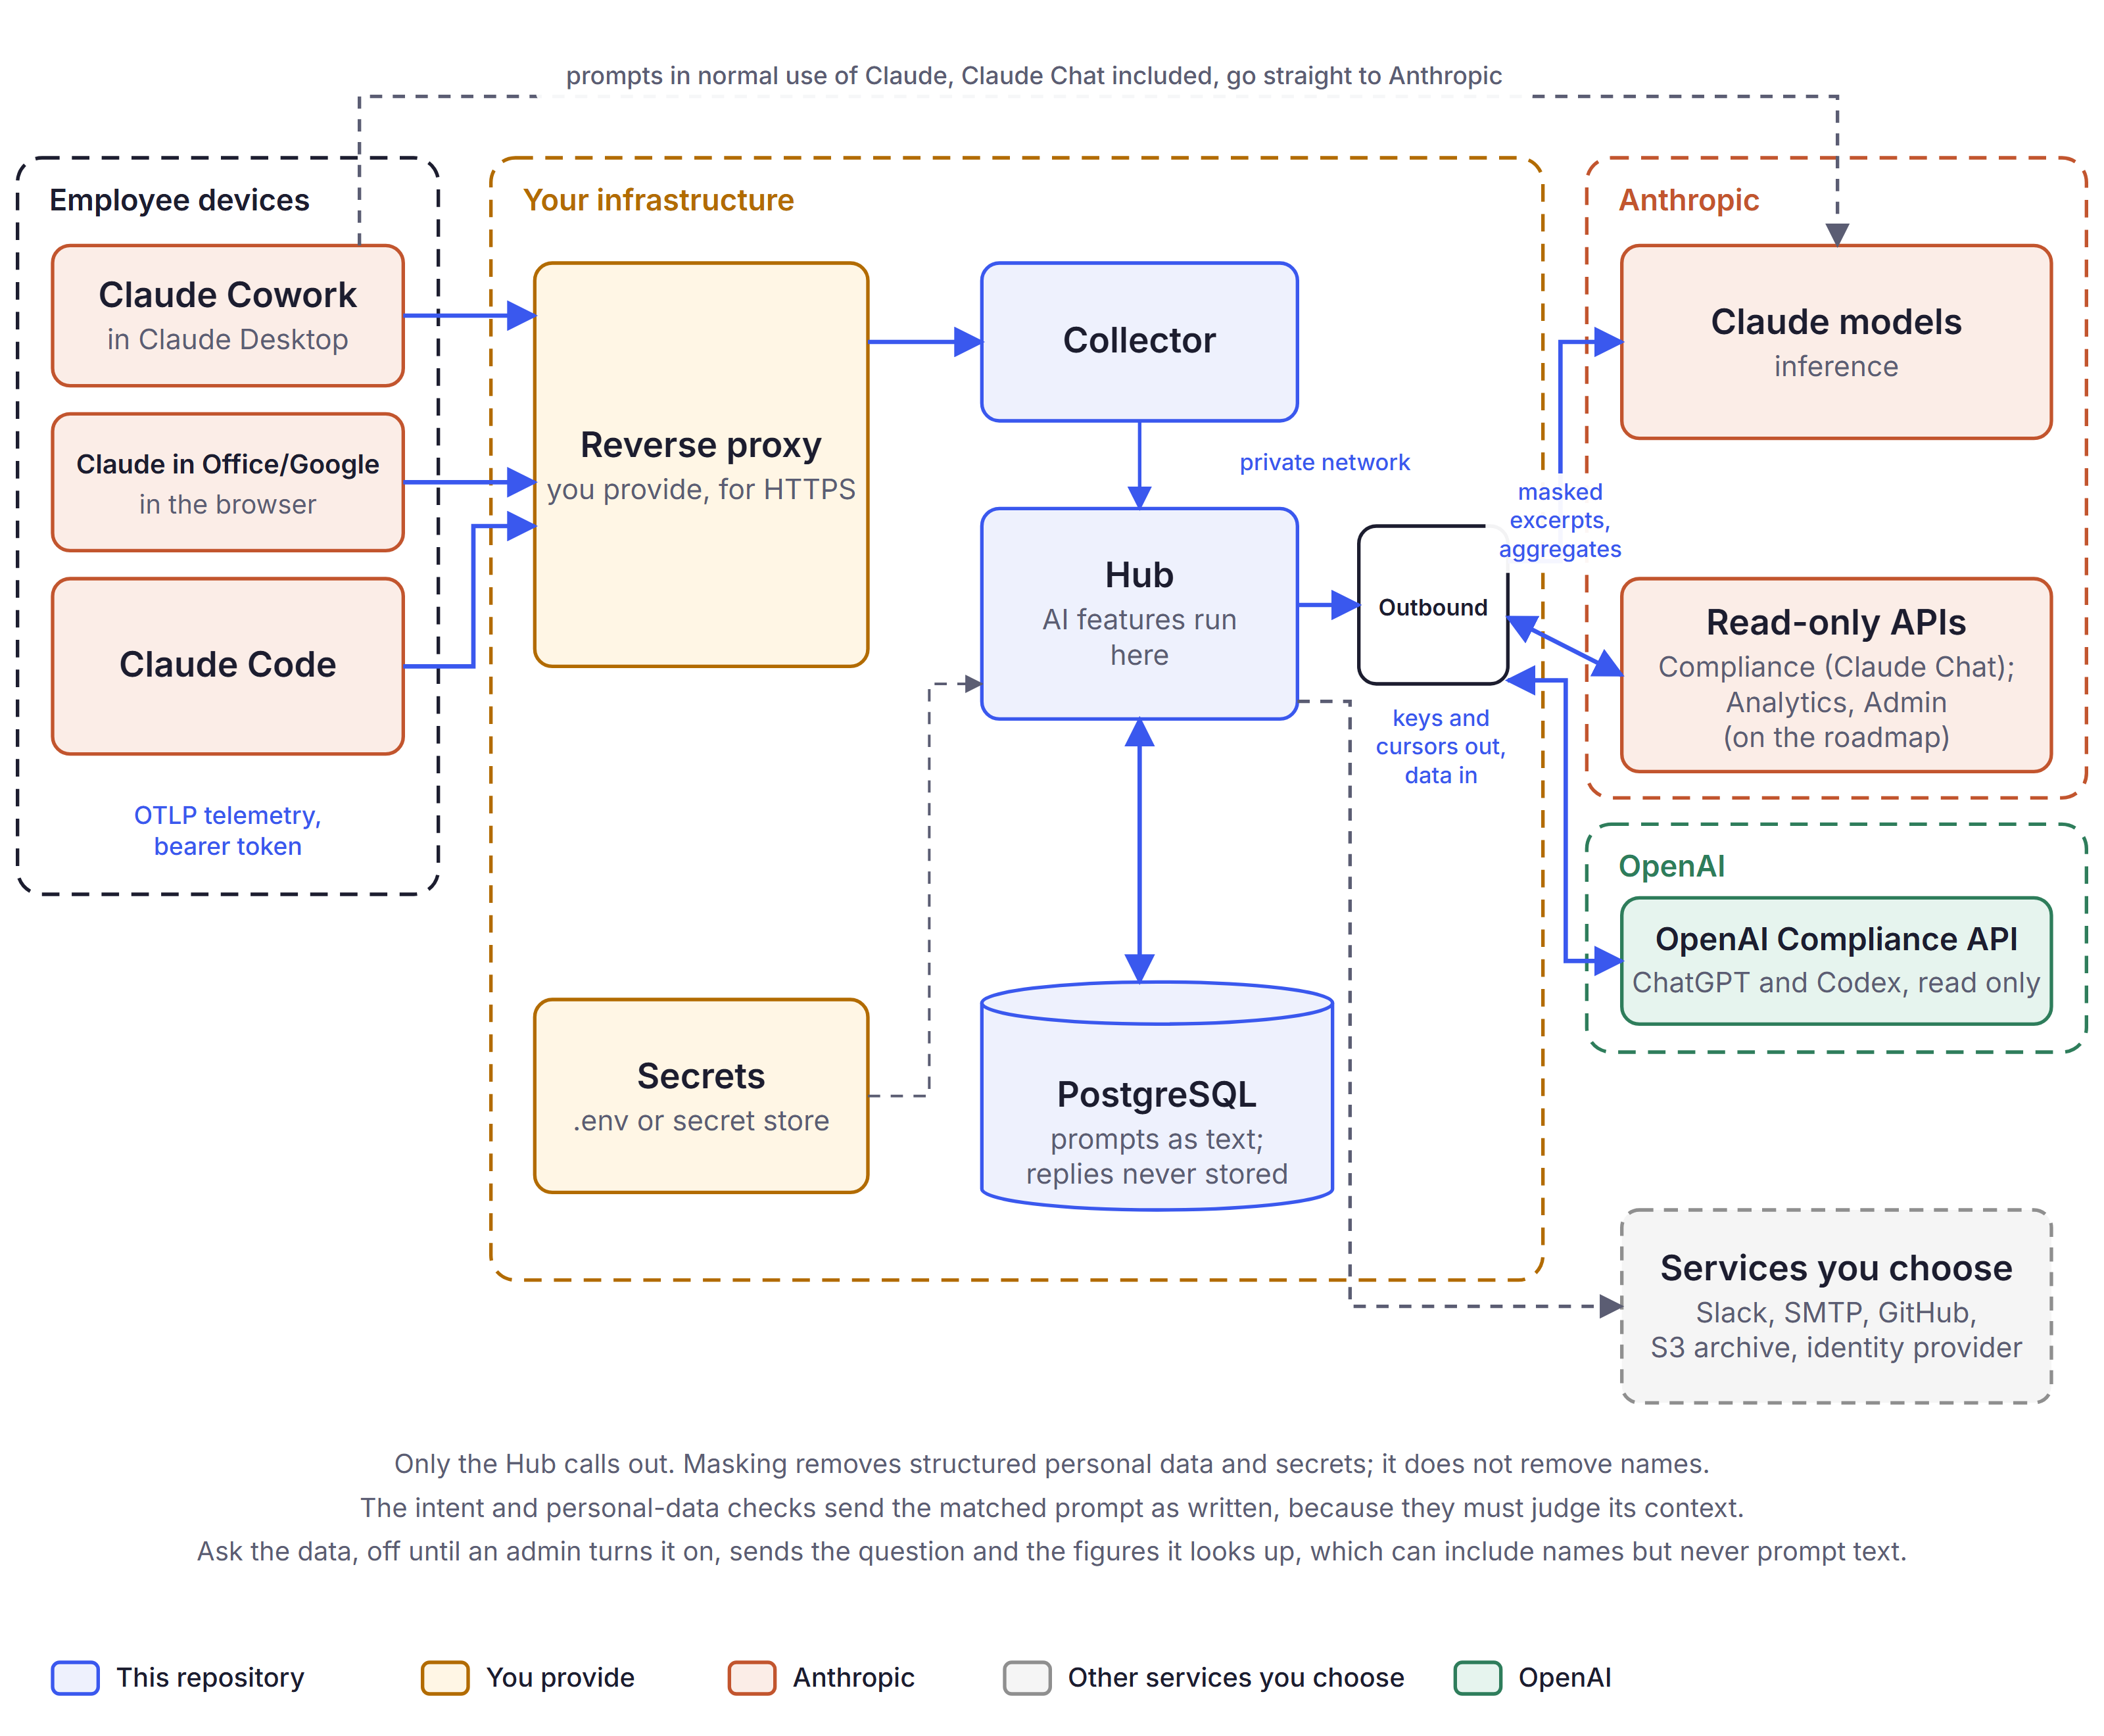 prompts in normal use of Claude, Claude Chat included, go straight to Anthropic
Employee devices
Claude Cowork
in Claude Desktop
Claude in Office/Google
in the browser
Claude Code
OTLP telemetry,
bearer token
Your infrastructure
Reverse proxy
you provide, for HTTPS
Collector
private network
Hub
AI features run
here
Outbound
masked
excerpts,
aggregates
keys and
cursors out,
data in
Secrets
.env or secret store
PostgreSQL
prompts as text;
replies never stored
Anthropic
Claude models
inference
Read-only APIs
Compliance (Claude Chat);
Analytics, Admin
(on the roadmap)
OpenAI
OpenAI Compliance API
ChatGPT and Codex, read only
Services you choose
Slack, SMTP, GitHub,
S3 archive, identity provider
Only the Hub calls out. Masking removes structured personal data and secrets; it does not remove names.
The intent and personal-data checks send the matched prompt as written, because they must judge its context.
Ask the data, off until an admin turns it on, sends the question and the figures it looks up, which can include names but never prompt text.
This repository
You provide
Anthropic
Other services you choose
OpenAI